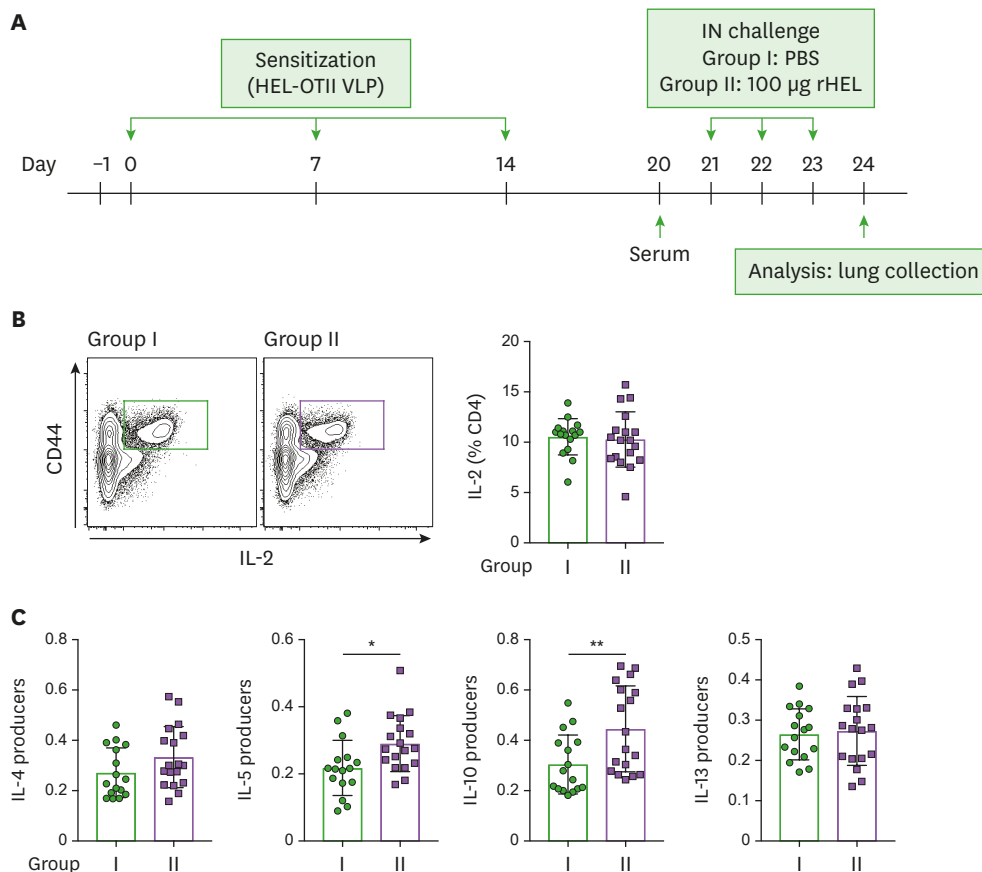 A
Sensitization
(HEL-OTII VLP)
IN challenge
Group I: PBS
Group II: 100 µg rHEL
Day −1 0 7 14 20 21 22 23 24
Serum
Analysis: lung collection
B
Group I Group II
CD44
IL-2
IL-2 (% CD4)
20
15
10
5
0
Group I II
C
IL-4 producers
0.8
0.6
0.4
0.2
0
Group I II
IL-5 producers
0.6
0.4
0.2
0
*
I II
IL-10 producers
0.8
0.6
0.4
0.2
0
**
I II
IL-13 producers
0.5
0.4
0.3
0.2
0.1
0
I II